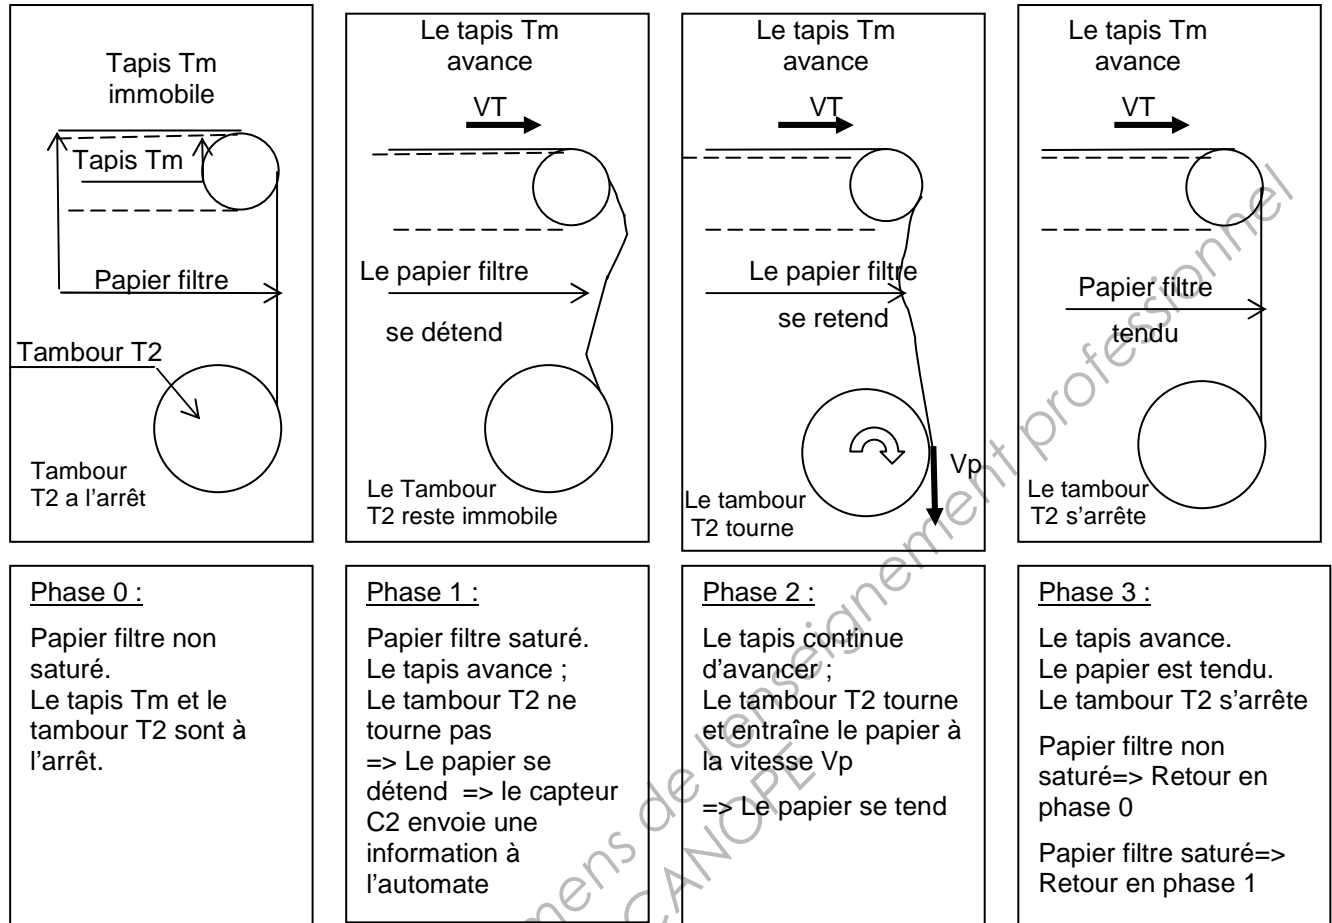 Tapis Tm
immobile
Tapis Tm
Papier filtre
Tambour T2
Tambour
T2 a l'arrêt
Le tapis Tm
avance
VT
Le papier filtre
se détend
Le Tambour
T2 reste immobile
Le tapis Tm
avance
VT
Le papier filtre
se retend
Vp
Le tambour
T2 tourne
Le tapis Tm
avance
VT
Papier filtre
tendu
Le tambour
T2 s'arrête
Phase 0 :
Papier filtre non
saturé.
Le tapis Tm et le
tambour T2 sont à
l'arrêt.
Phase 1 :
Papier filtre saturé.
Le tapis avance ;
Le tambour T2 ne
tourne pas
=> Le papier se
détend => le capteur
C2 envoie une
information à
l'automate
Phase 2 :
Le tapis continue
d'avancer ;
Le tambour T2 tourne
et entraîne le papier à
la vitesse Vp
=> Le papier se tend
Phase 3 :
Le tapis avance.
Le papier est tendu.
Le tambour T2 s'arrête
Papier filtre non
saturé=> Retour en
phase 0
Papier filtre saturé=>
Retour en phase 1
mens de l'enseignement professionnel
CANOPE